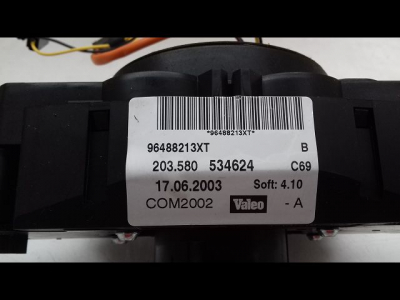 *96488213XT*
96488213XT B
203.580 534624 C69
17.06.2003 Soft: 4.10
COM2002 Valeo - A